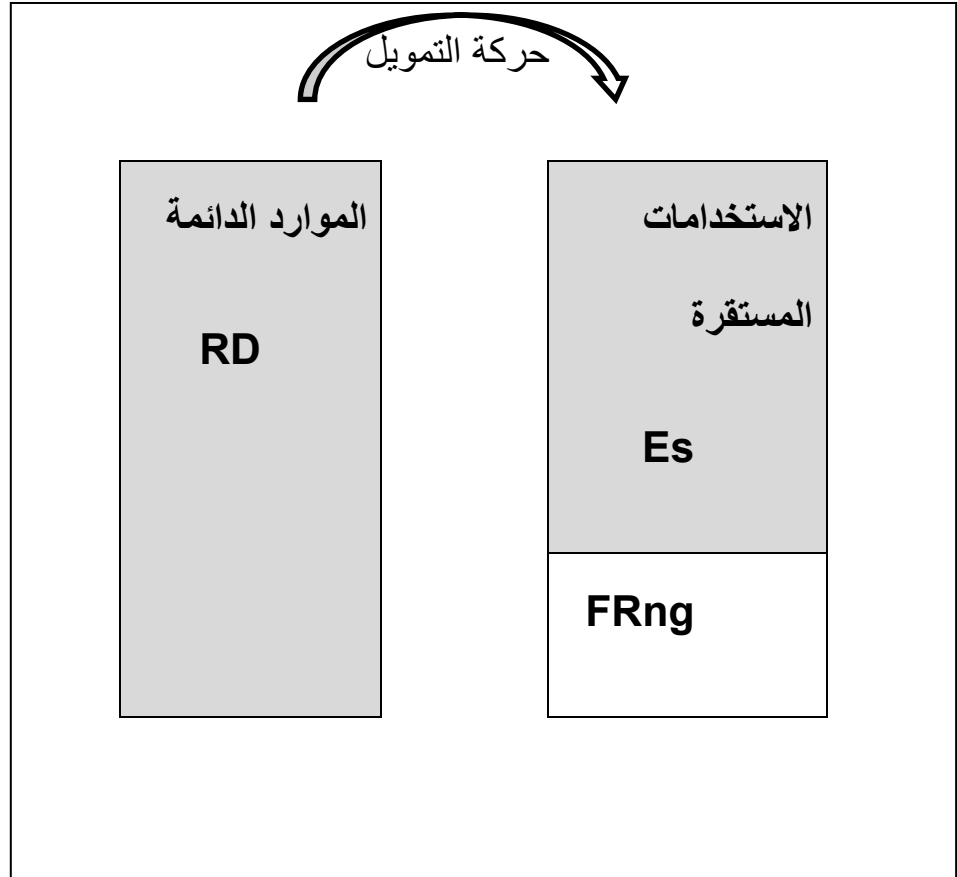 حركة التمويل
الاستخدامات
المستقرة
Es
FRng
الموارد الدائمة
RD